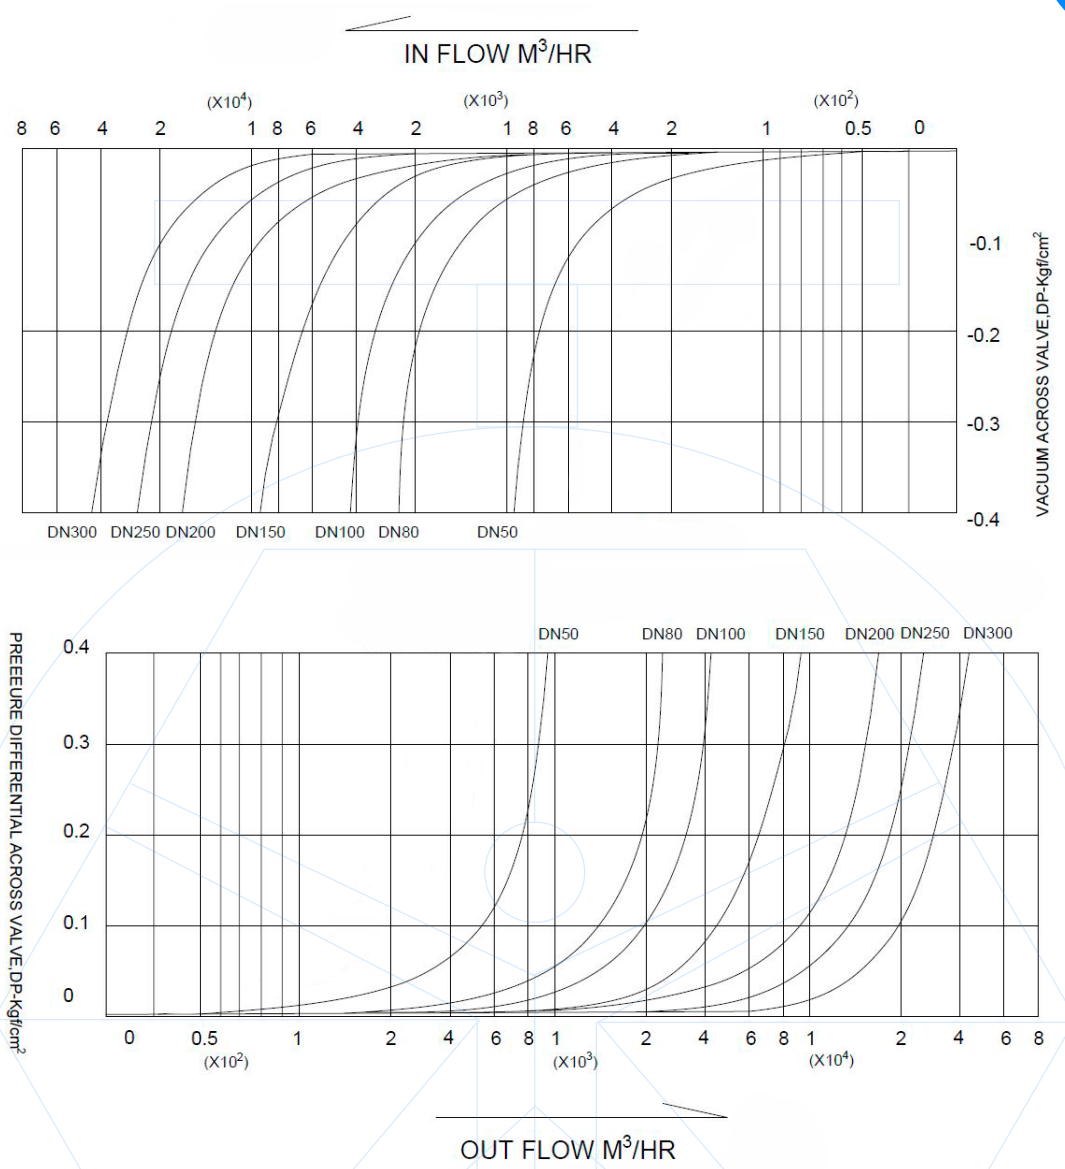 IN FLOW M³/HR
(X10⁴) (X10³) (X10²)
8 6 4 2 1 8 6 4 2 1 8 6 4 2 1 0.5 0
-0.1
-0.2
-0.3
-0.4
VACUUM ACROSS VALVE,DP-Kgf/cm²
DN300 DN250 DN200 DN150 DN100 DN80 DN50
DN50 DN80 DN100 DN150 DN200 DN250 DN300
0.4
0.3
0.2
0.1
0
PREEEURE DIFFERENTIAL ACROSS VALVE,DP-Kgf/cm²
0 0.5 1 2 4 6 8 1 2 4 6 8 1 2 4 6 8
(X10²) (X10³) (X10⁴)
OUT FLOW M³/HR